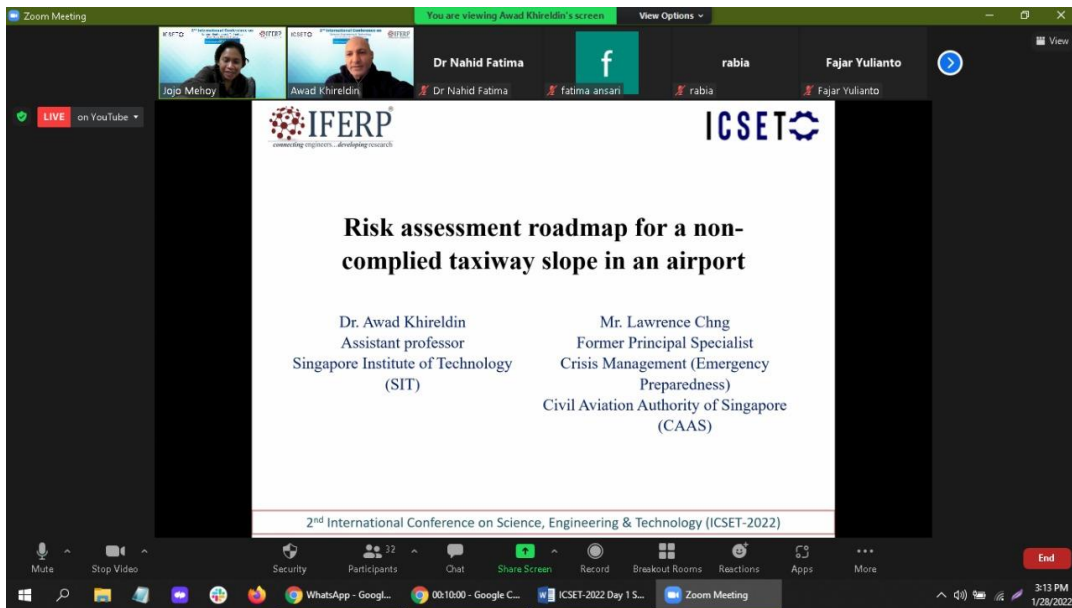 Zoom Meeting
You are viewing Awad Khireldin's screen
View Options
View
Jojo Mehoy
Awad Khireldin
Dr Nahid Fatima
Dr Nahid Fatima
f
fatima ansari
rabia
rabia
Fajar Yulianto
Fajar Yulianto
LIVE on YouTube
IFERP®
connecting engineers...developing research
ICSET
Risk assessment roadmap for a non-
complied taxiway slope in an airport
Dr. Awad Khireldin
Assistant professor
Singapore Institute of Technology
(SIT)
Mr. Lawrence Chng
Former Principal Specialist
Crisis Management (Emergency
Preparedness)
Civil Aviation Authority of Singapore
(CAAS)
2nd International Conference on Science, Engineering & Technology (ICSET-2022)
Mute
Stop Video
Security
32
Participants
Chat
Share Screen
Record
Breakout Rooms
Reactions
Apps
More
End
WhatsApp - Googl...
00:10:00 - Google C...
ICSET-2022 Day 1 S...
Zoom Meeting
3:13 PM
1/28/2022